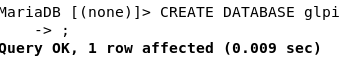 MariaDB [(none)]> CREATE DATABASE glpi
    -> ;
Query OK, 1 row affected (0.009 sec)